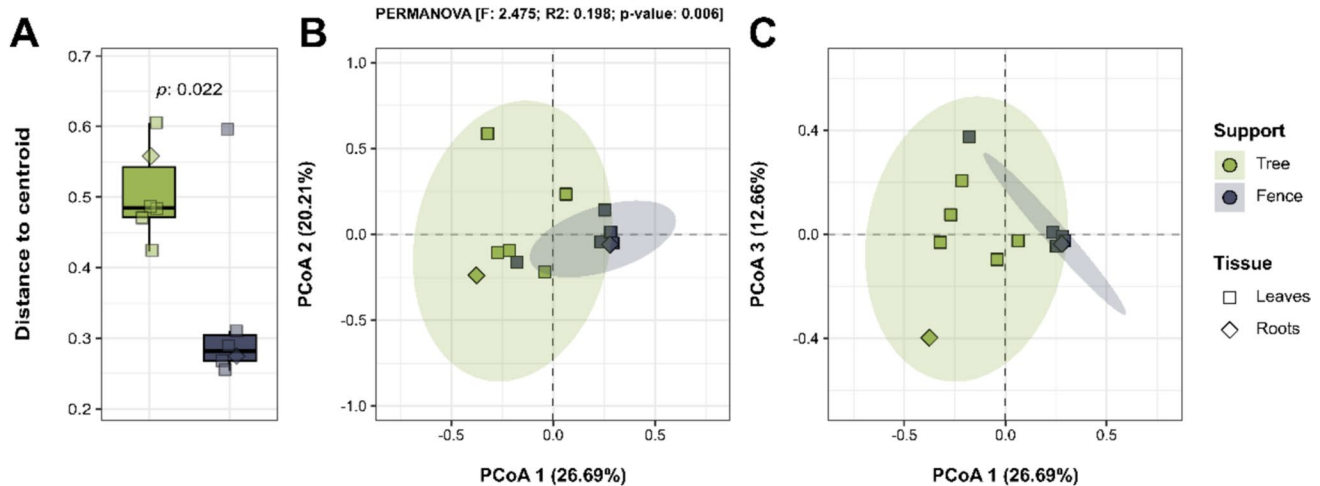 PERMANOVA [F: 2.475; R2: 0.198; p-value: 0.006]
A
B
C
Distance to centroid
0.7
0.6
0.5
0.4
0.3
0.2
p: 0.022
PCoA 2 (20.21%)
1.0
0.5
0.0
-0.5
-1.0
-0.5
0.0
0.5
PCoA 1 (26.69%)
PCoA 3 (12.66%)
0.4
0.0
-0.4
-0.5
0.0
0.5
PCoA 1 (26.69%)
Support
Tree
Fence
Tissue
Leaves
Roots